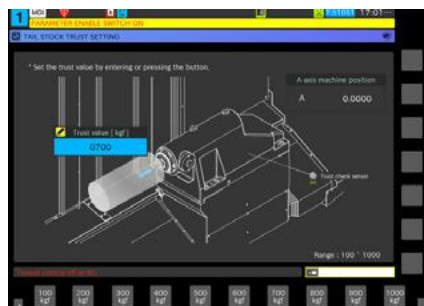 1 MDI 17:01
PARAMETER ENABLE SWITCH ON
TAIL STOCK TRUST SETTING
* Set the trust value by entering or pressing the button.
A-axis machine position
A 0.0000
Trust value [ kgf ]
0700
Trust check sensor
Range : 100 ~ 1000
100 kgf 200 kgf 300 kgf 400 kgf 500 kgf 600 kgf 700 kgf 800 kgf 900 kgf 1000 kgf